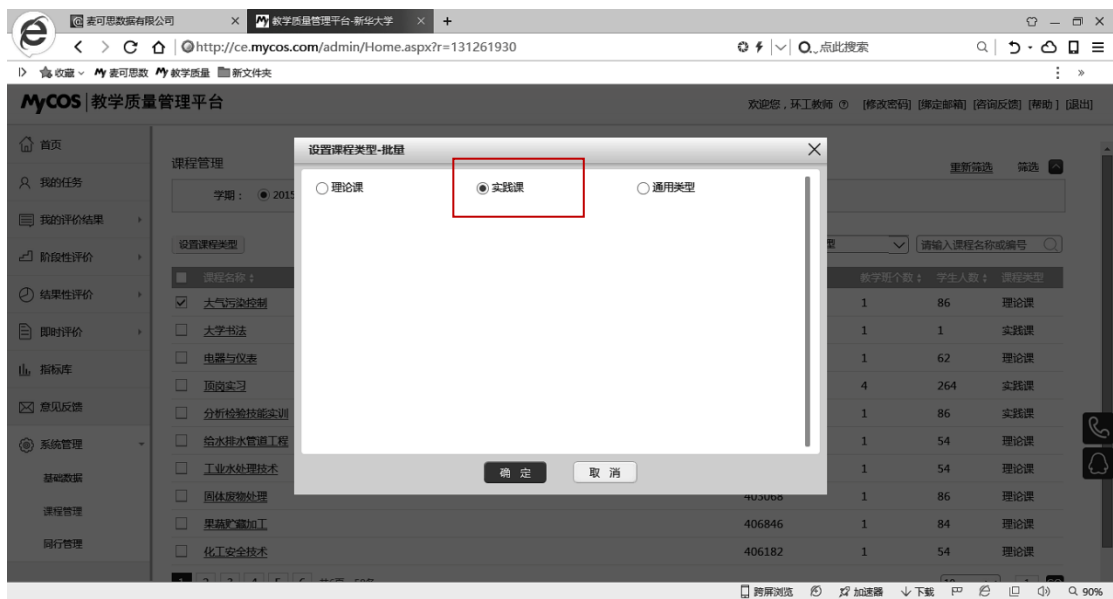 麦可思数据有限公司 × 教学质量管理平台-新华大学 × +
http://ce.mycos.com/admin/Home.aspx?r=131261930 点此搜索
收藏 麦可思数 教学质量 新文件夹
MyCOS 教学质量管理平台 欢迎您，环工教师 [修改密码] [绑定邮箱] [咨询反馈] [帮助] [退出]
首页
我的任务
我的评价结果
阶段性评价
结果性评价
即时评价
指标库
意见反馈
系统管理
基础数据
课程管理
同行管理
课程管理 重新筛选 筛选
学期： 2015
设置课程类型 型 请输入课程名称或编号
设置课程类型-批量
理论课 实践课 通用类型
确 定 取 消
课程名称 教学班个数 学生人数 课程类型
大气污染控制 1 86 理论课
大学书法 1 1 实践课
电器与仪表 1 62 理论课
顶岗实习 4 264 实践课
分析检验技能实训 1 86 实践课
给水排水管道工程 1 54 理论课
工业水处理技术 1 54 理论课
固体废物处理 403068 1 86 理论课
果蔬贮藏加工 406846 1 84 理论课
化工安全技术 406182 1 54 理论课
1 2 3 4 5 6
跨屏浏览 加速器 下载 90%